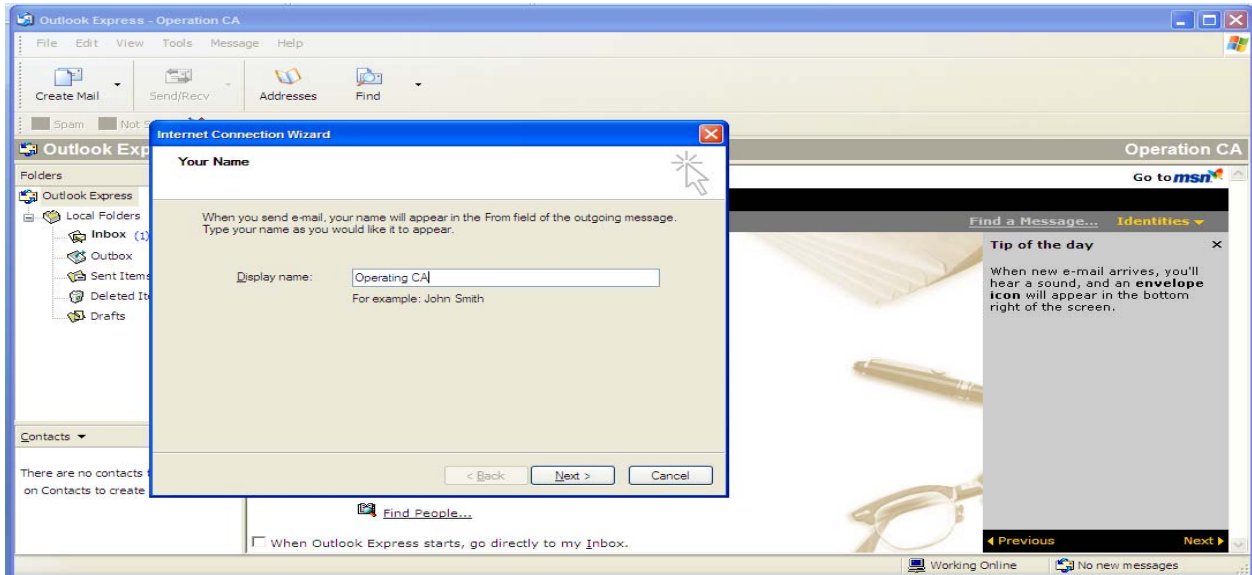 Outlook Express - Operation CA
File Edit View Tools Message Help
Create Mail Send/Recv Addresses Find
Spam Not
Outlook Exp Operation CA
Folders
Go to msn
Outlook Express
Local Folders
Inbox (1)
Outbox
Sent Items
Deleted
Drafts
Internet Connection Wizard
Your Name
When you send e-mail, your name will appear in the From field of the outgoing message.
Type your name as you would like it to appear.
Display name: Operating CA
For example: John Smith
< Back Next > Cancel
Find a Message... Identities
Tip of the day
When new e-mail arrives, you'll
hear a sound, and an envelope
icon will appear in the bottom
right of the screen.
Previous Next
Contacts
There are no contacts
on Contacts to create
Find People...
When Outlook Express starts, go directly to my Inbox.
Working Online No new messages